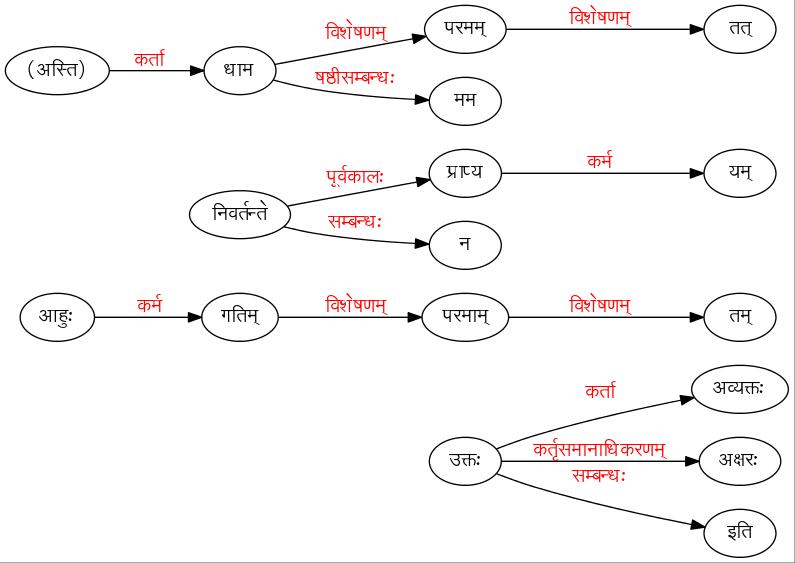 (अस्ति) कर्ता धाम विशेषणम् परमम् विशेषणम् तत्
षष्ठीसम्बन्धः मम
निवर्तन्ते पूर्वकालः प्राप्य कर्म यम्
सम्बन्धः न
आहुः कर्म गतिम् विशेषणम् परमाम् विशेषणम् तम्
उक्तः कर्ता अव्यक्तः
कर्तृसमानाधिकरणम् अक्षरः
सम्बन्धः इति